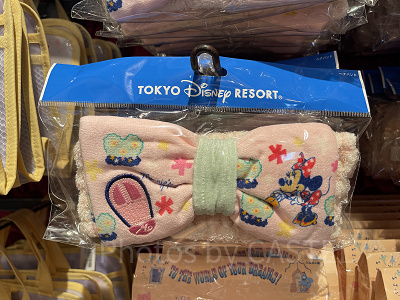 TOKYO DISNEY RESORT®
Photos by CAST
TO THE WORLD OF YOUR DREAMS!